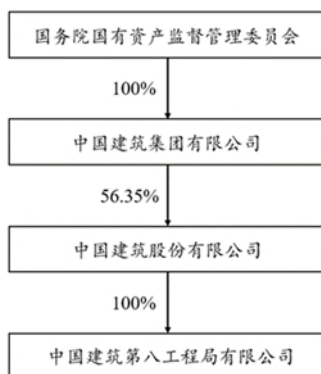 国务院国有资产监督管理委员会
100%
中国建筑集团有限公司
56.35%
中国建筑股份有限公司
100%
中国建筑第八工程局有限公司